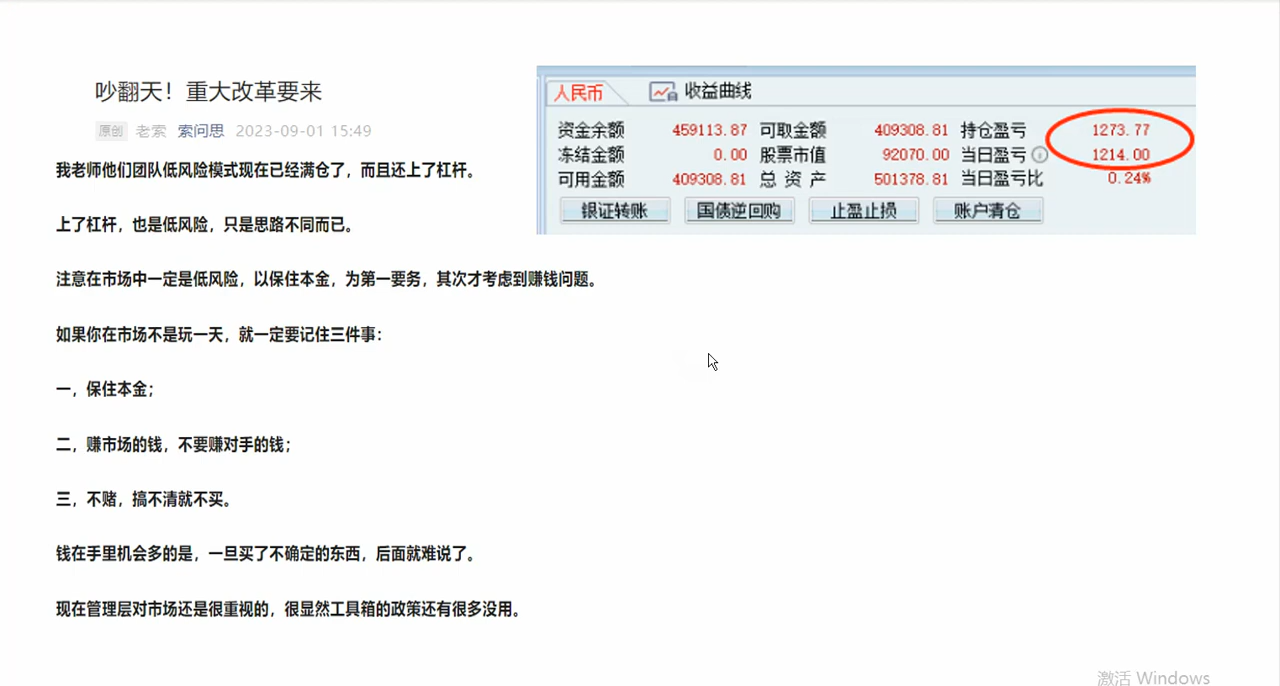 吵翻天！重大改革要来
原创 老索 索问思 2023-09-01 15:49
我老师他们团队低风险模式现在已经满仓了，而且还上了杠杆。
上了杠杆，也是低风险，只是思路不同而已。
注意在市场中一定是低风险，以保住本金，为第一要务，其次才考虑到赚钱问题。
如果你在市场不是玩一天，就一定要记住三件事：
一，保住本金；
二，赚市场的钱，不要赚对手的钱；
三，不赌，搞不清就不买。
钱在手里机会多的是，一旦买了不确定的东西，后面就难说了。
现在管理层对市场还是很重视的，很显然工具箱的政策还有很多没用。
人民币 收益曲线
资金余额 459113.87 可取金额 409308.81 持仓盈亏 1273.77
冻结金额 0.00 股票市值 92070.00 当日盈亏 1214.00
可用金额 409308.81 总 资 产 501378.81 当日盈亏比 0.24%
银证转账 国债逆回购 止盈止损 账户清仓
激活 Windows